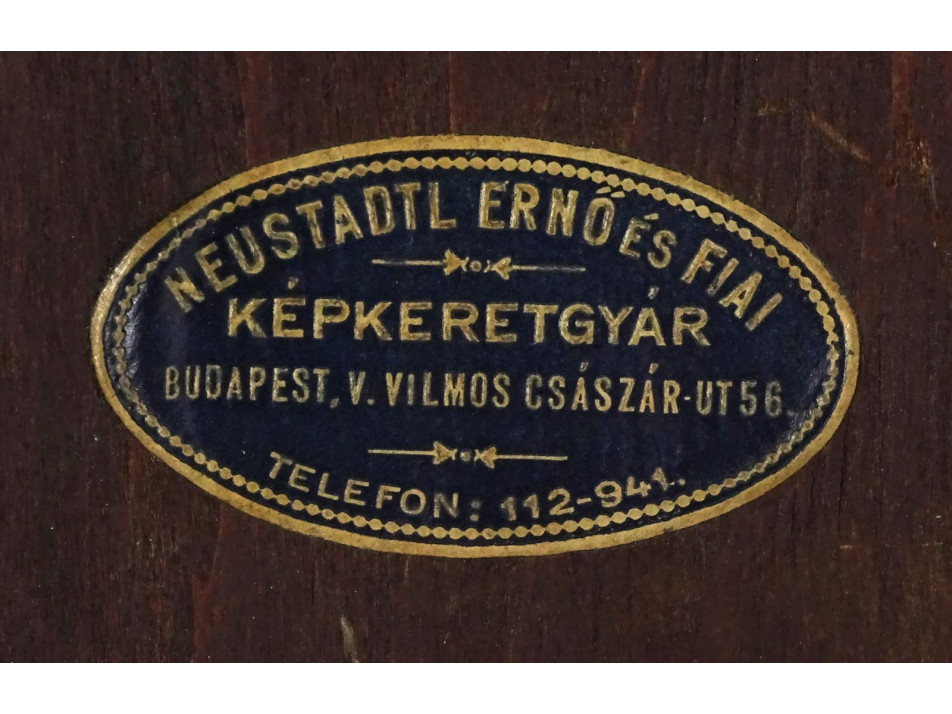 NEUSTADTL ERNŐ ÉS FIAI
KÉPKERETGYÁR
BUDAPEST, V. VILMOS CSÁSZÁR-UT 56.
TELEFON: 112-941.